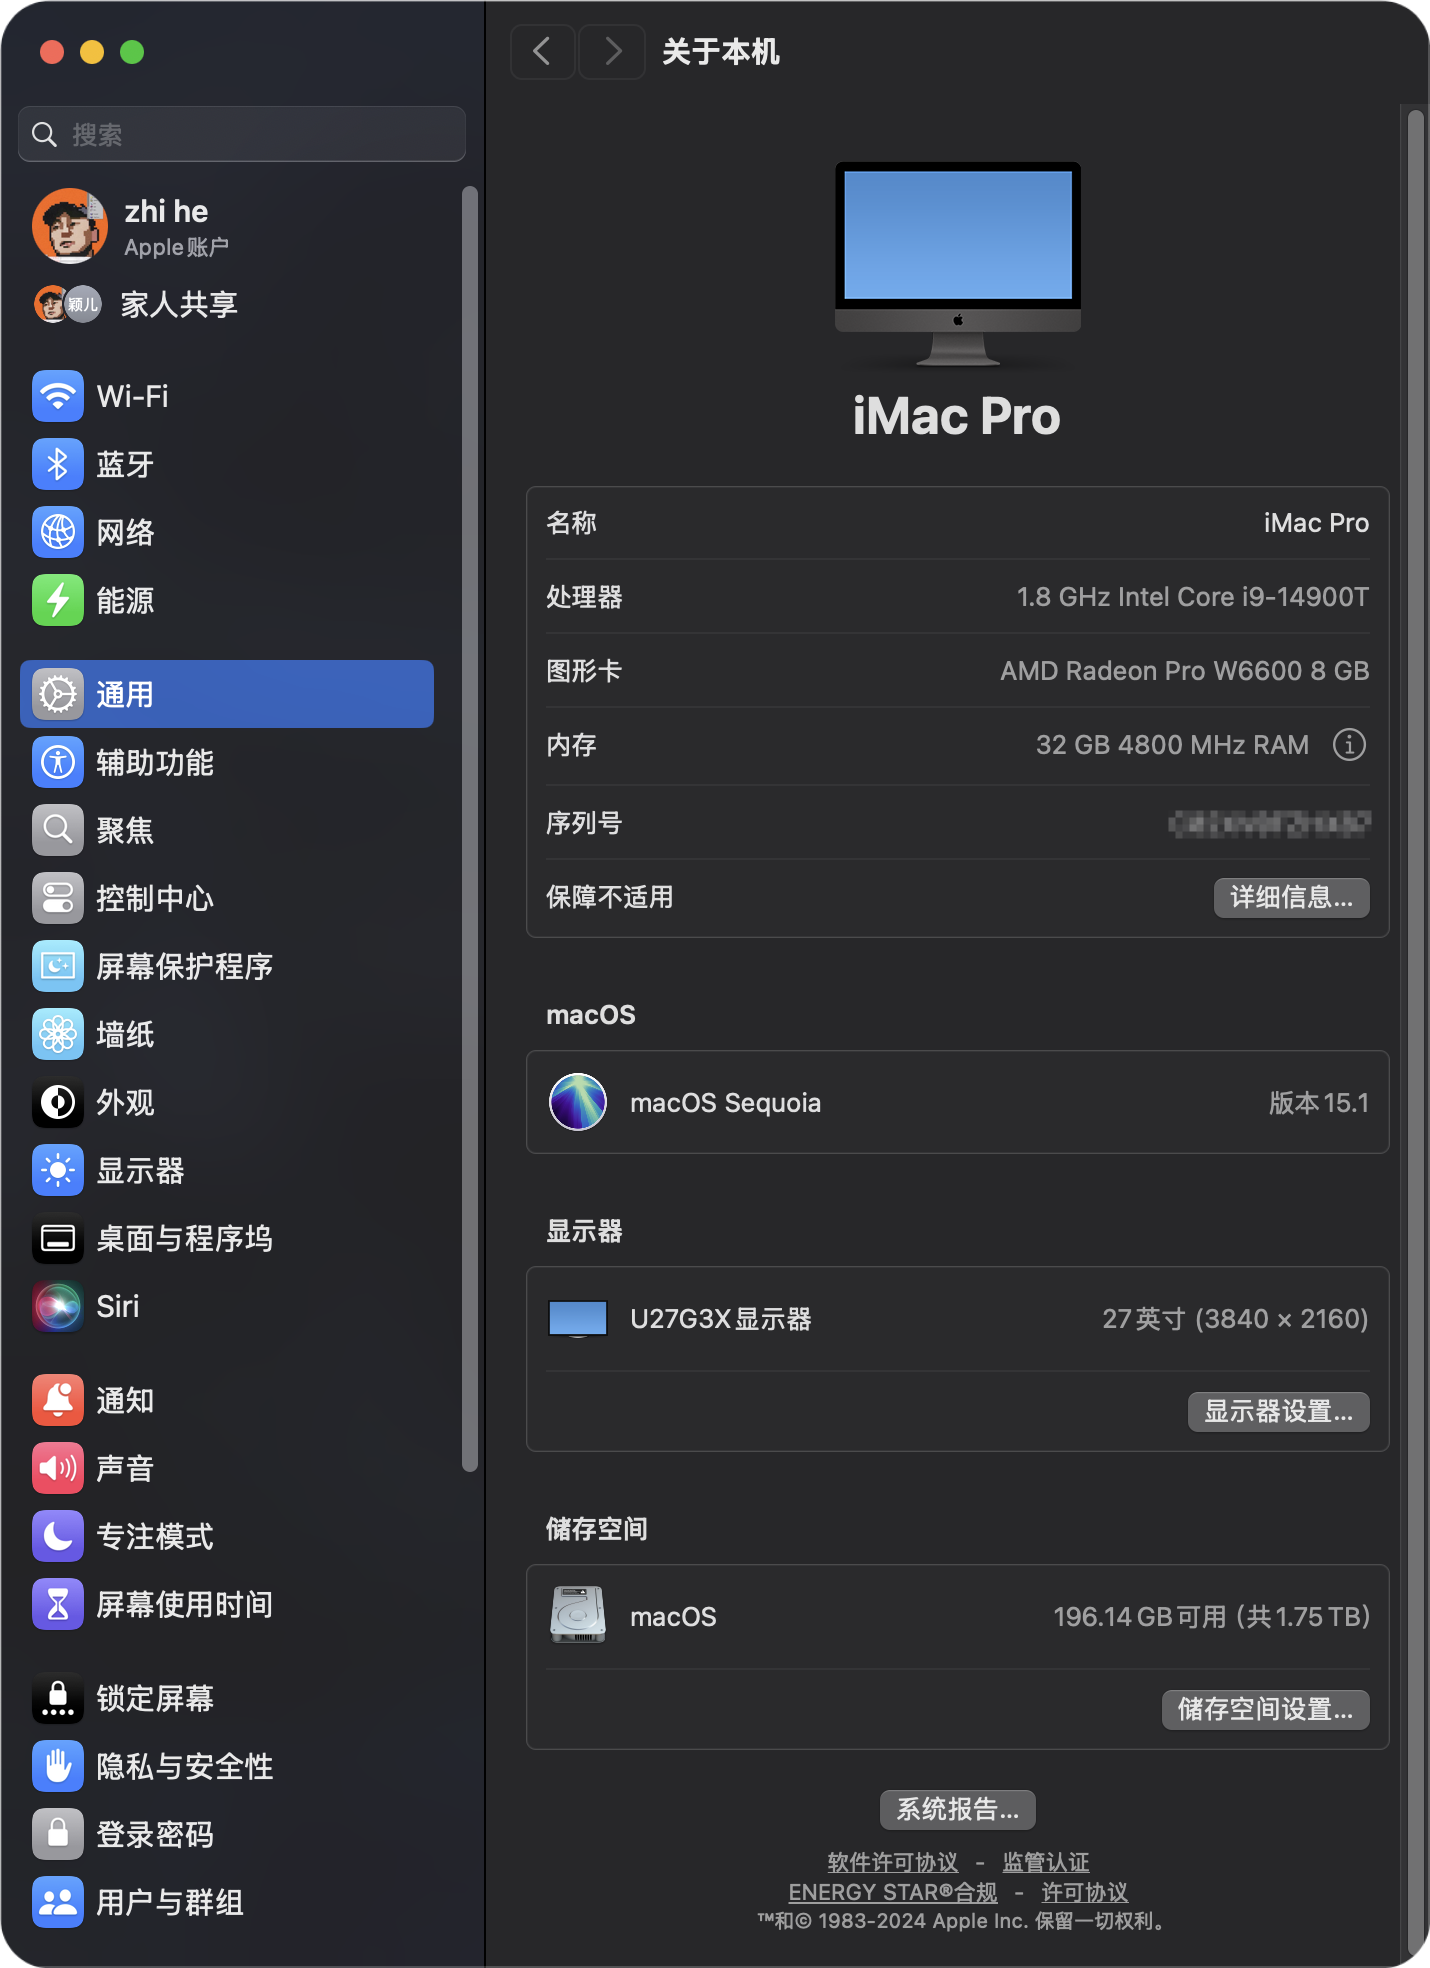 搜索
zhi he
Apple账户
颖儿
家人共享
Wi-Fi
蓝牙
网络
能源
通用
辅助功能
聚焦
控制中心
屏幕保护程序
墙纸
外观
显示器
桌面与程序坞
Siri
通知
声音
专注模式
屏幕使用时间
锁定屏幕
隐私与安全性
登录密码
用户与群组
关于本机
iMac Pro
名称 iMac Pro
处理器 1.8 GHz Intel Core i9-14900T
图形卡 AMD Radeon Pro W6600 8 GB
内存 32 GB 4800 MHz RAM
序列号
保障不适用 详细信息...
macOS
macOS Sequoia 版本 15.1
显示器
U27G3X显示器 27英寸 (3840 × 2160)
显示器设置...
储存空间
macOS 196.14 GB可用（共1.75 TB）
储存空间设置...
系统报告...
软件许可协议 - 监管认证
ENERGY STAR®合规 - 许可协议
™和© 1983-2024 Apple Inc. 保留一切权利。